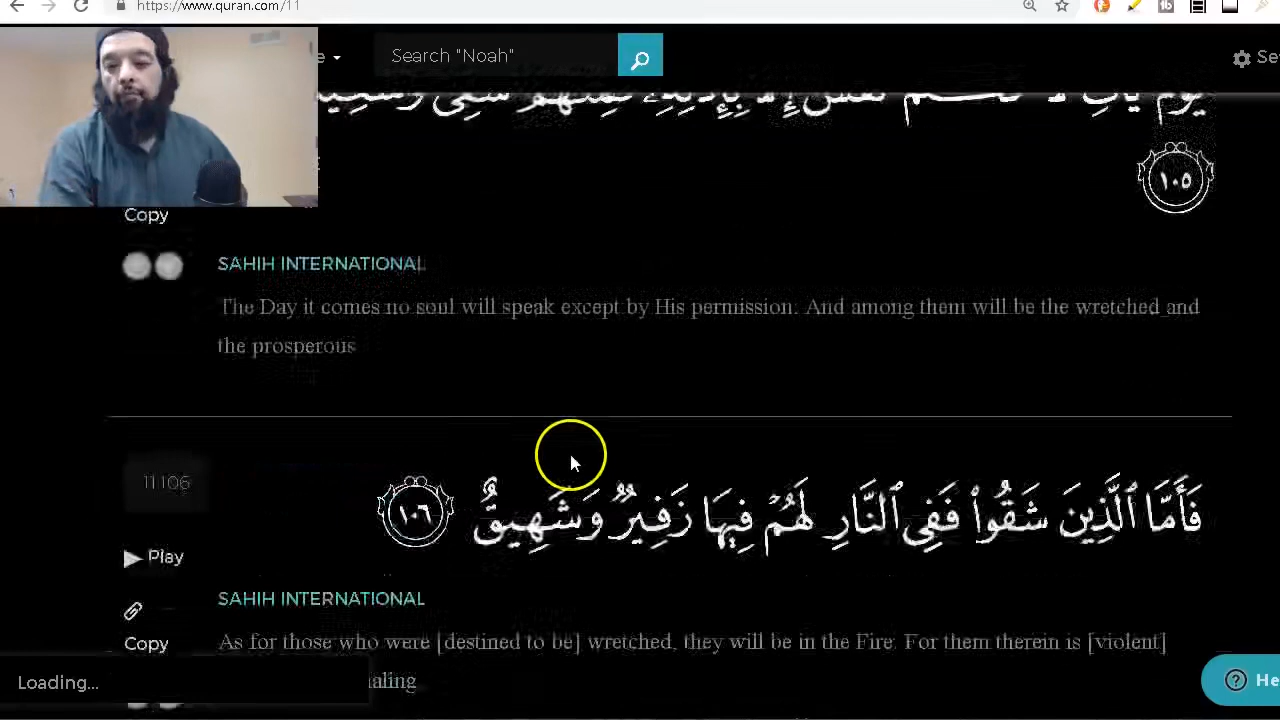 https://www.quran.com/11
e
Search "Noah"
Se
١٠٥
Copy
SAHIH INTERNATIONAL
The Day it comes no soul will speak except by His permission. And among them will be the wretched and
the prosperous
11:106
فَأَمَّا ٱلَّذِينَ شَقُوا۟ فَفِى ٱلنَّارِ لَهُمْ فِيهَا زَفِيرٌ وَشَهِيقٌ ١٠٦
Play
SAHIH INTERNATIONAL
As for those who were [destined to be] wretched, they will be in the Fire. For them therein is [violent]
Copy
aling
Loading...
? He